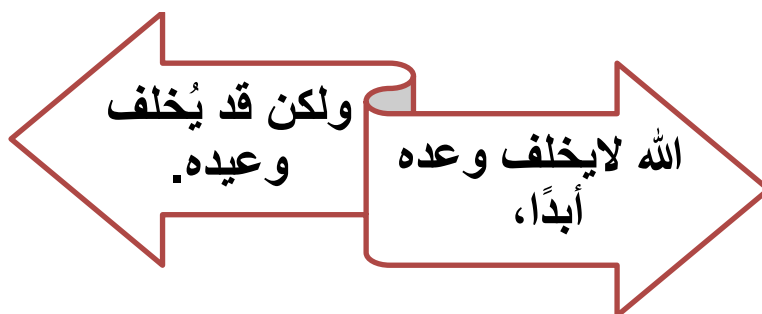 الله لايخلف وعده
أبدًا،
ولكن قد يُخلف
وعيده.